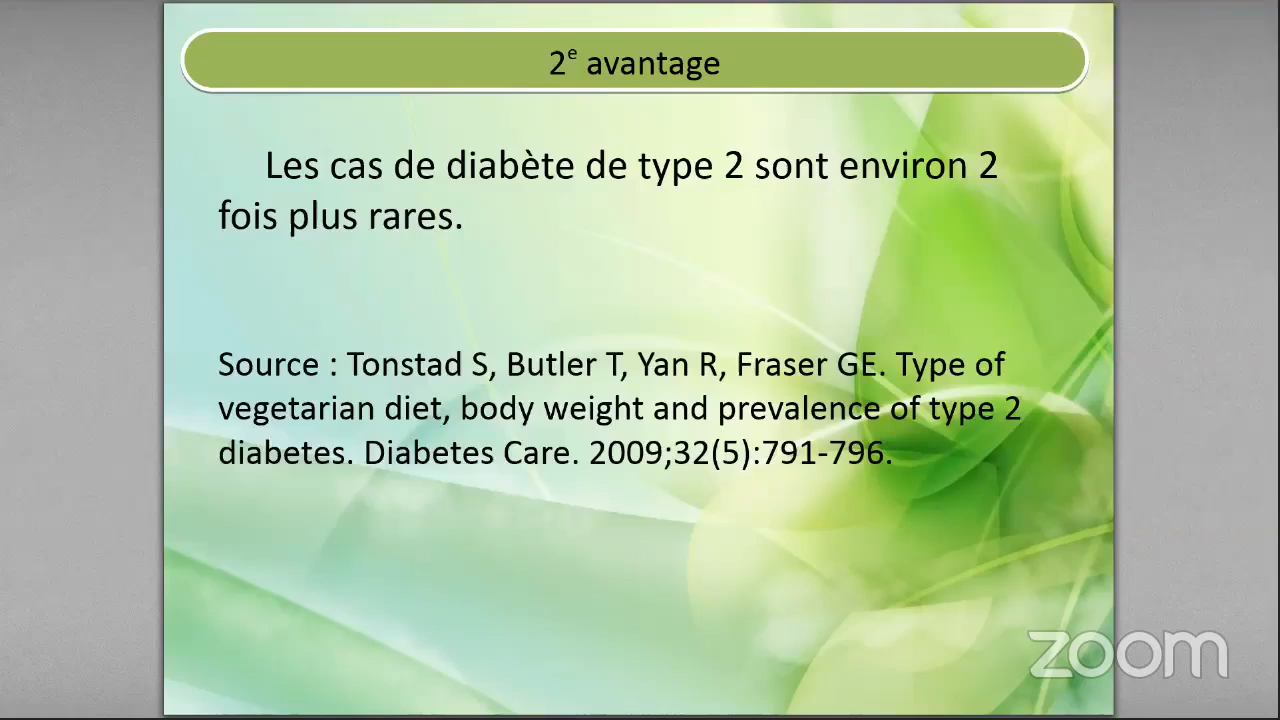 2e avantage
Les cas de diabète de type 2 sont environ 2
fois plus rares.
Source : Tonstad S, Butler T, Yan R, Fraser GE. Type of
vegetarian diet, body weight and prevalence of type 2
diabetes. Diabetes Care. 2009;32(5):791-796.
zoom